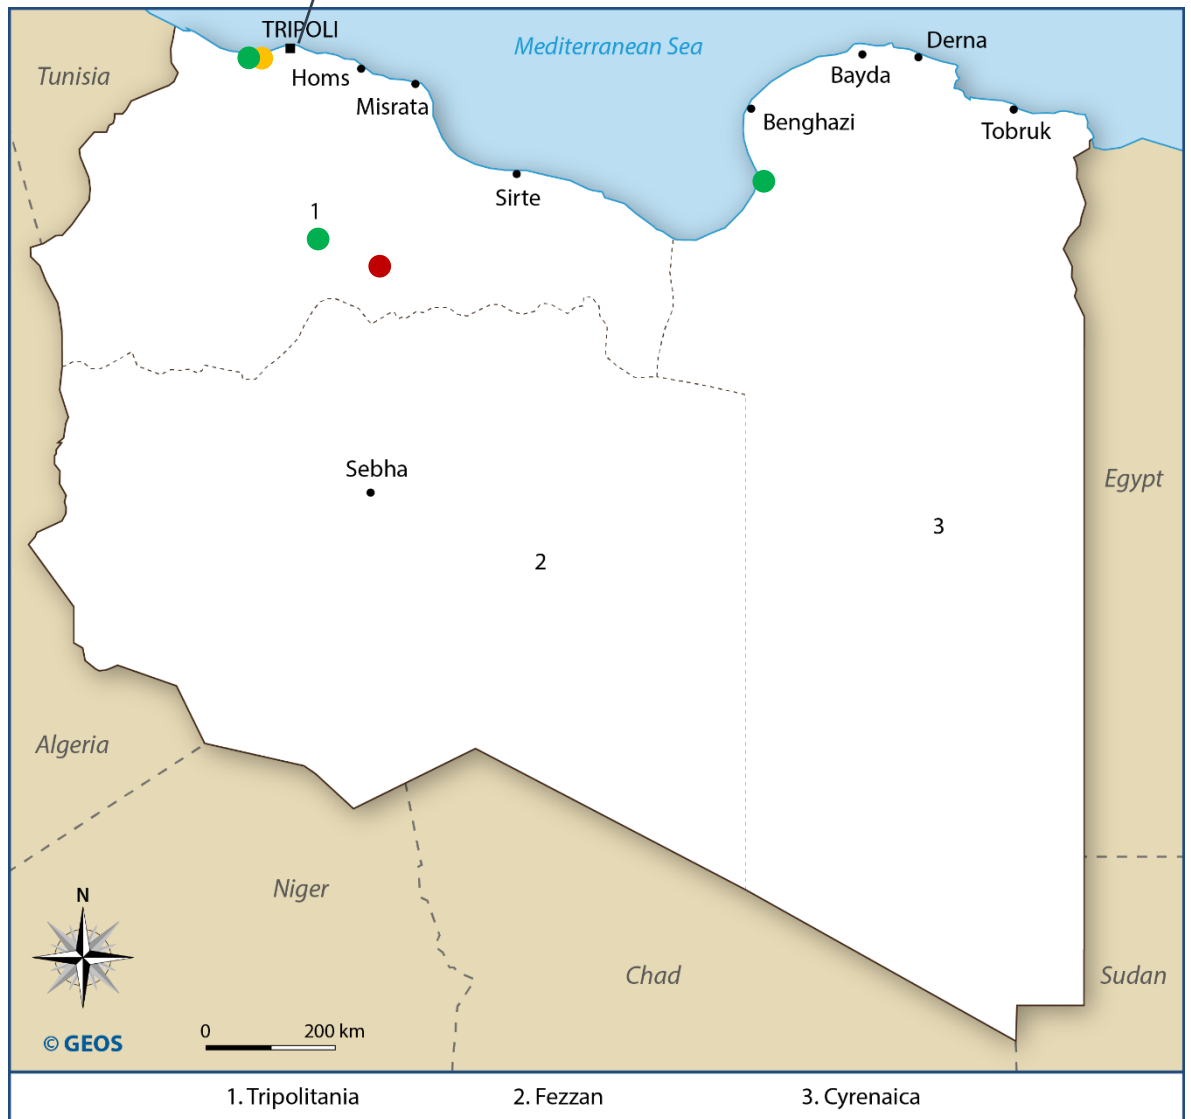 TRIPOLI
Mediterranean Sea
Derna
Tunisia
Homs
Bayda
Misrata
Benghazi
Tobruk
Sirte
1
Sebha
Egypt
3
2
Algeria
Niger
N
Chad
Sudan
0 200 km
© GEOS
1. Tripolitania 2. Fezzan 3. Cyrenaica